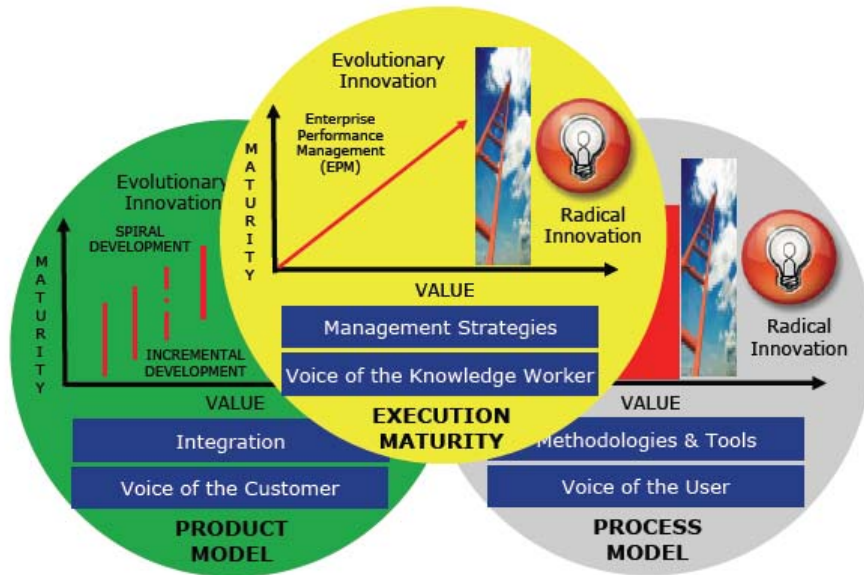 Evolutionary
Innovation
Enterprise
Performance
Management
(EPM)
MATURITY
Radical
Innovation
VALUE
Management Strategies
Voice of the Knowledge Worker
EXECUTION
MATURITY
Evolutionary
Innovation
SPIRAL
DEVELOPMENT
MATURITY
INCREMENTAL
DEVELOPMENT
VALUE
Integration
Voice of the Customer
PRODUCT
MODEL
Radical
Innovation
VALUE
Methodologies & Tools
Voice of the User
PROCESS
MODEL